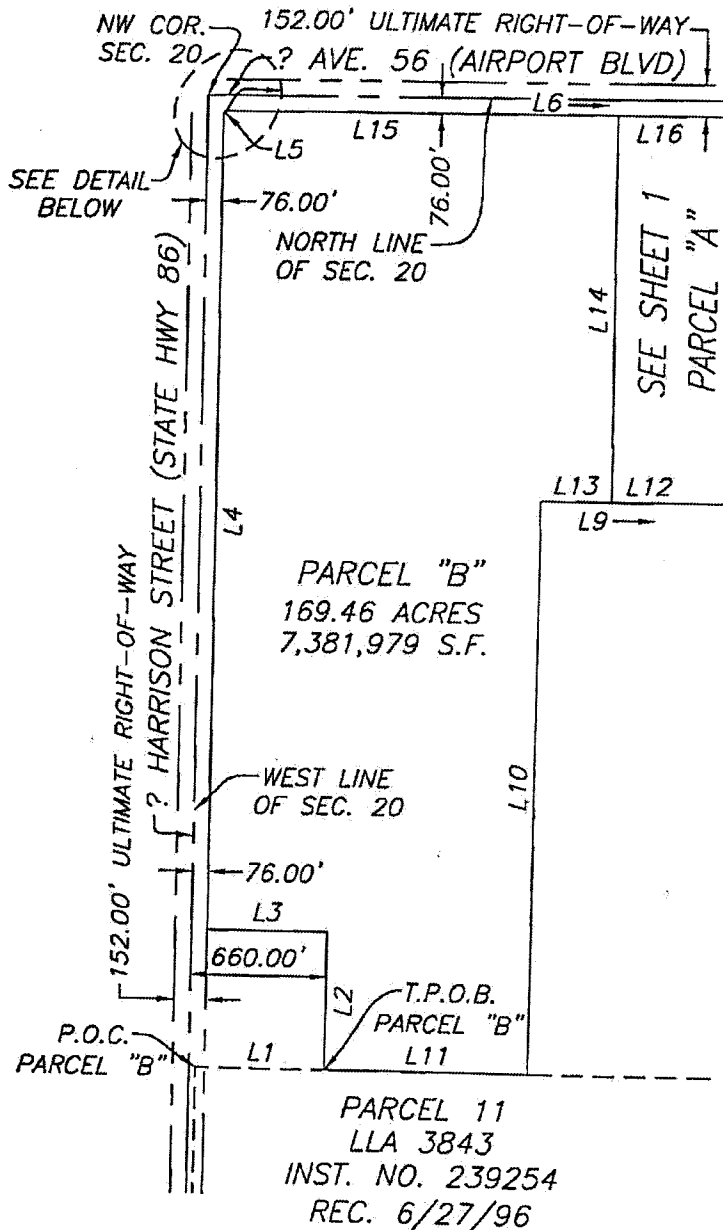 NW COR.
SEC. 20
152.00' ULTIMATE RIGHT-OF-WAY
? AVE. 56 (AIRPORT BLVD)
L6
L15
L16
L5
SEE DETAIL
BELOW
76.00'
76.00'
NORTH LINE
OF SEC. 20
SEE SHEET 1
PARCEL "A"
L14
L13
L12
L9
L4
152.00' ULTIMATE RIGHT-OF-WAY
? HARRISON STREET (STATE HWY 86)
PARCEL "B"
169.46 ACRES
7,381,979 S.F.
L10
WEST LINE
OF SEC. 20
76.00'
L3
660.00'
L2
T.P.O.B.
PARCEL "B"
P.O.C.
PARCEL "B"
L1
L11
PARCEL 11
LLA 3843
INST. NO. 239254
REC. 6/27/96